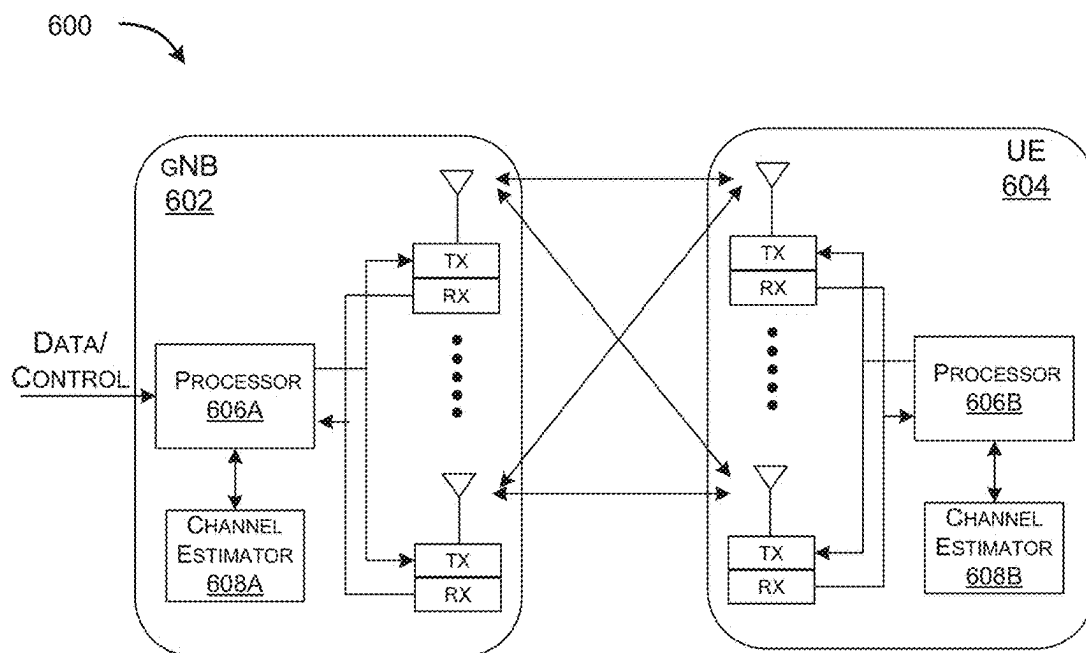 600
GNB
602
TX
RX
DATA/
CONTROL
PROCESSOR
606A
CHANNEL
ESTIMATOR
608A
TX
RX
UE
604
TX
RX
PROCESSOR
606B
CHANNEL
ESTIMATOR
608B
TX
RX